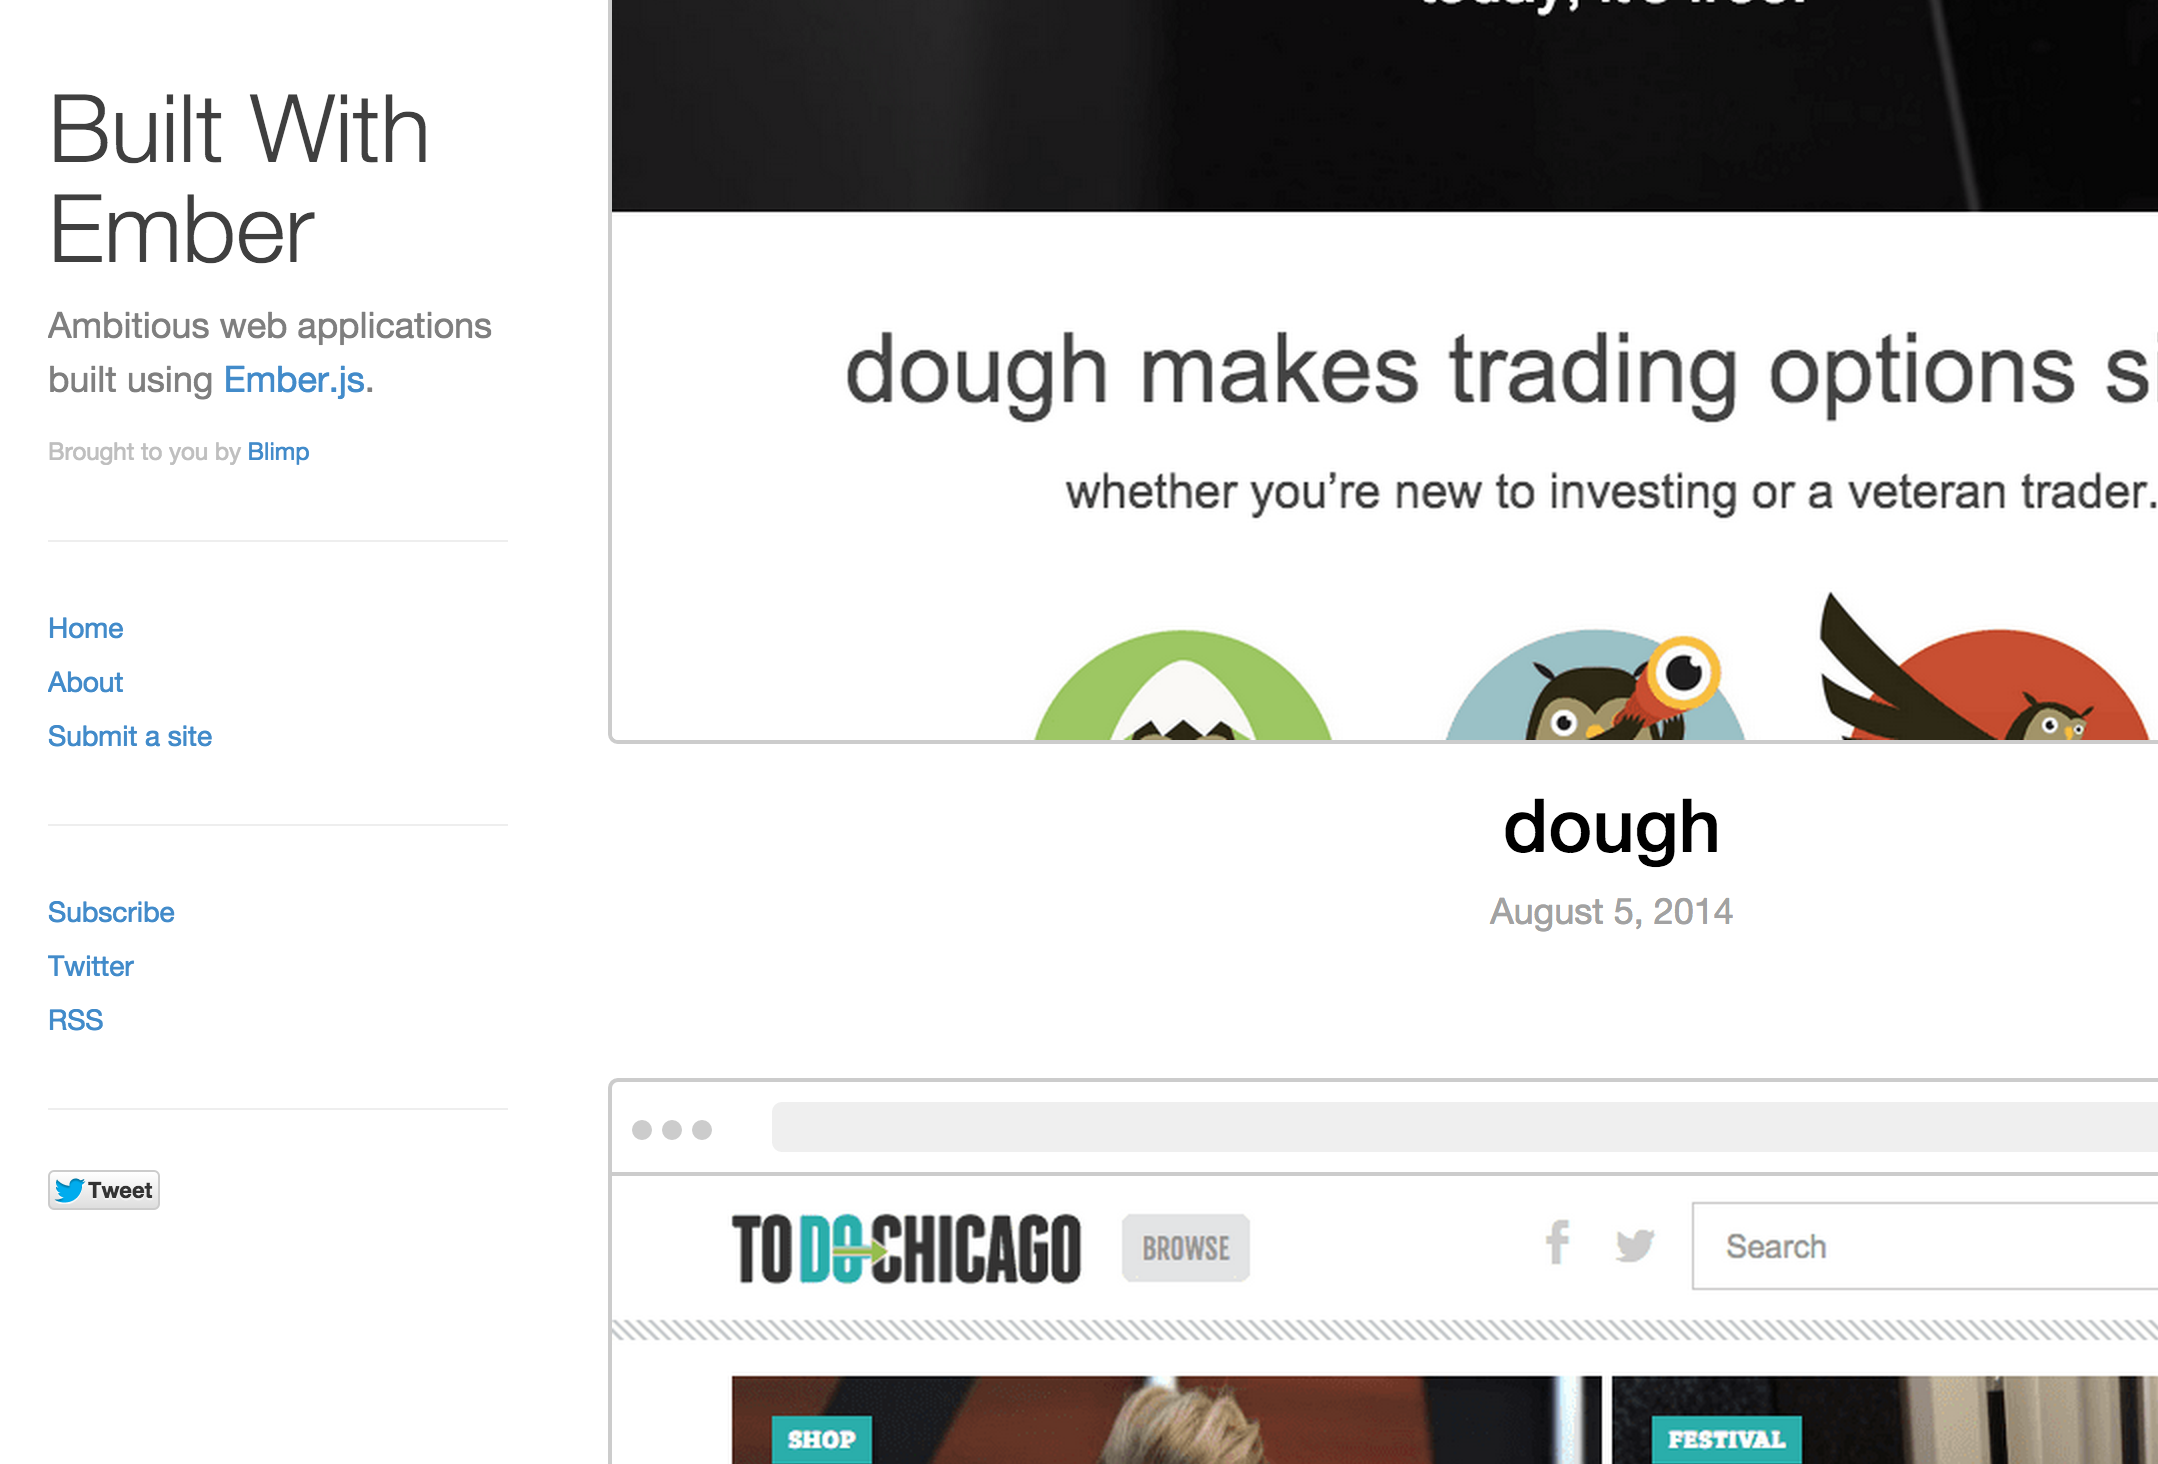 Built With
Ember
Ambitious web applications
built using Ember.js.
Brought to you by Blimp
Home
About
Submit a site
Subscribe
Twitter
RSS
Tweet
dough makes trading options
whether you’re new to investing or a veteran trader.
dough
August 5, 2014
TO DO CHICAGO
BROWSE
Search
SHOP
FESTIVAL